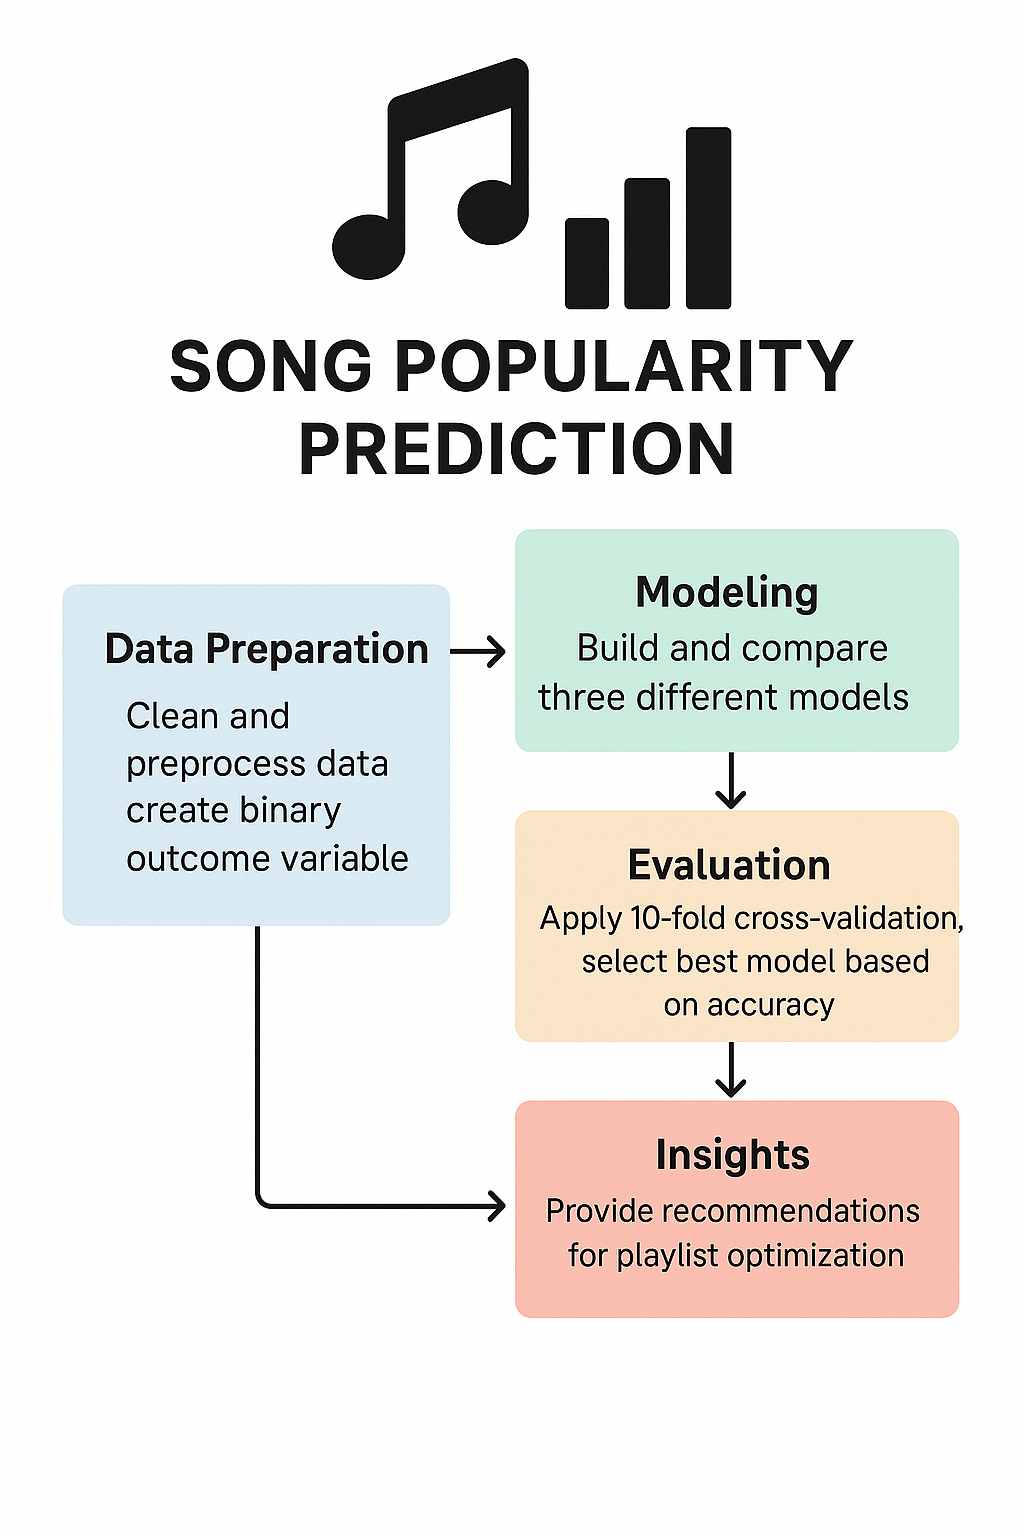 SONG POPULARITY
PREDICTION
Data Preparation
Clean and
preprocess data
create binary
outcome variable
Modeling
Build and compare
three different models
Evaluation
Apply 10-fold cross-validation,
select best model based
on accuracy
Insights
Provide recommendations
for playlist optimization